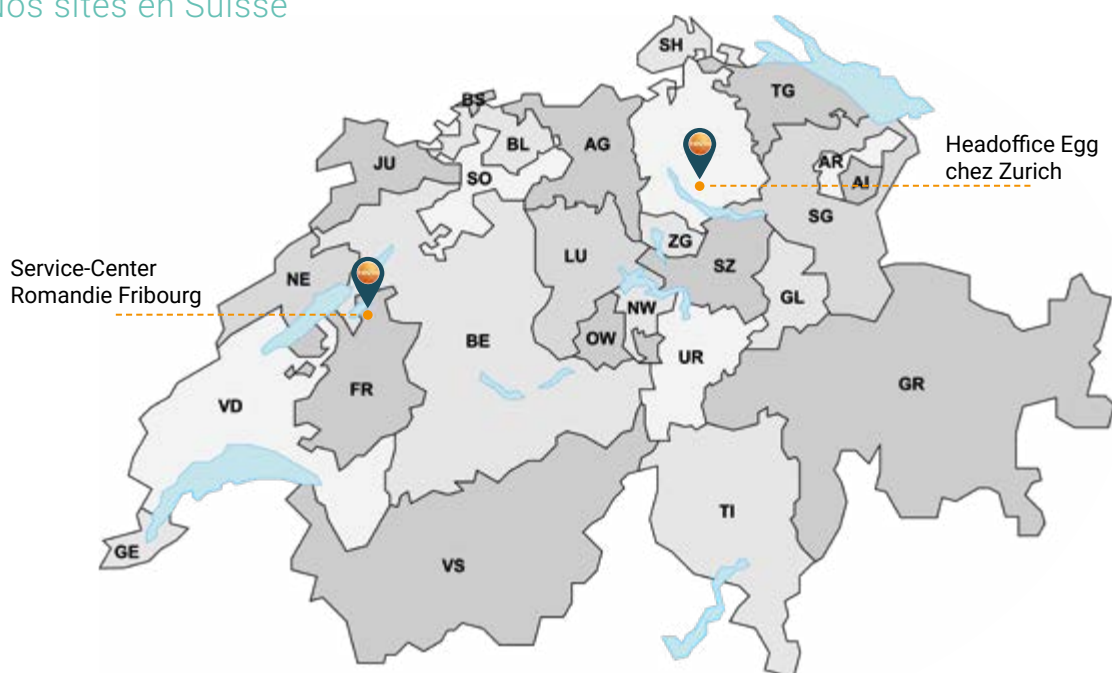 Nos sites en Suisse
SH
TG
BS
BL
AG
JU
SO
AR
AI
Headoffice Egg
chez Zurich
SG
ZG
LU
SZ
Service-Center
Romandie Fribourg
NE
GL
NW
OW
BE
UR
FR
GR
VD
TI
GE
VS